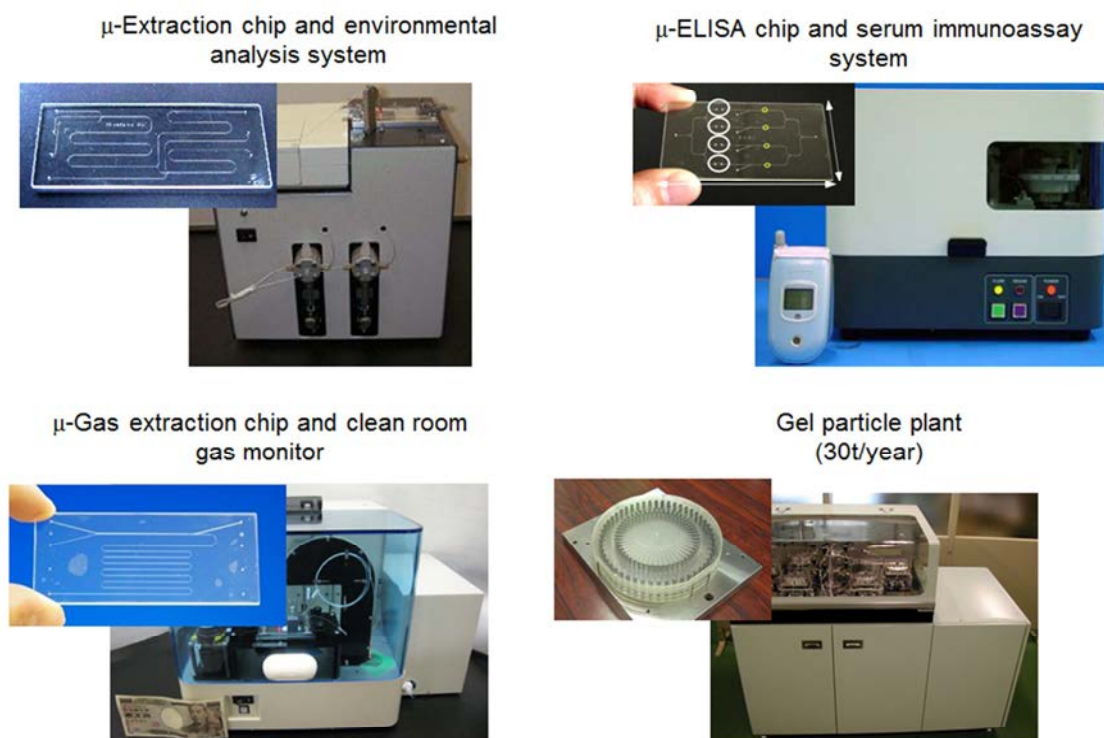 μ-Extraction chip and environmental
analysis system
μ-ELISA chip and serum immunoassay
system
μ-Gas extraction chip and clean room
gas monitor
Gel particle plant
(30t/year)